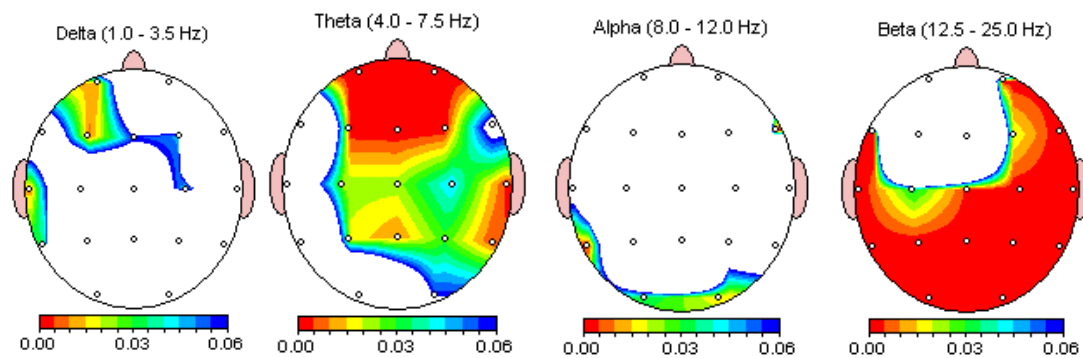 Delta (1.0 - 3.5 Hz)
Theta (4.0 - 7.5 Hz)
Alpha (8.0 - 12.0 Hz)
Beta (12.5 - 25.0 Hz)
0.00 0.03 0.06
0.00 0.03 0.06
0.00 0.03 0.06
0.00 0.03 0.06